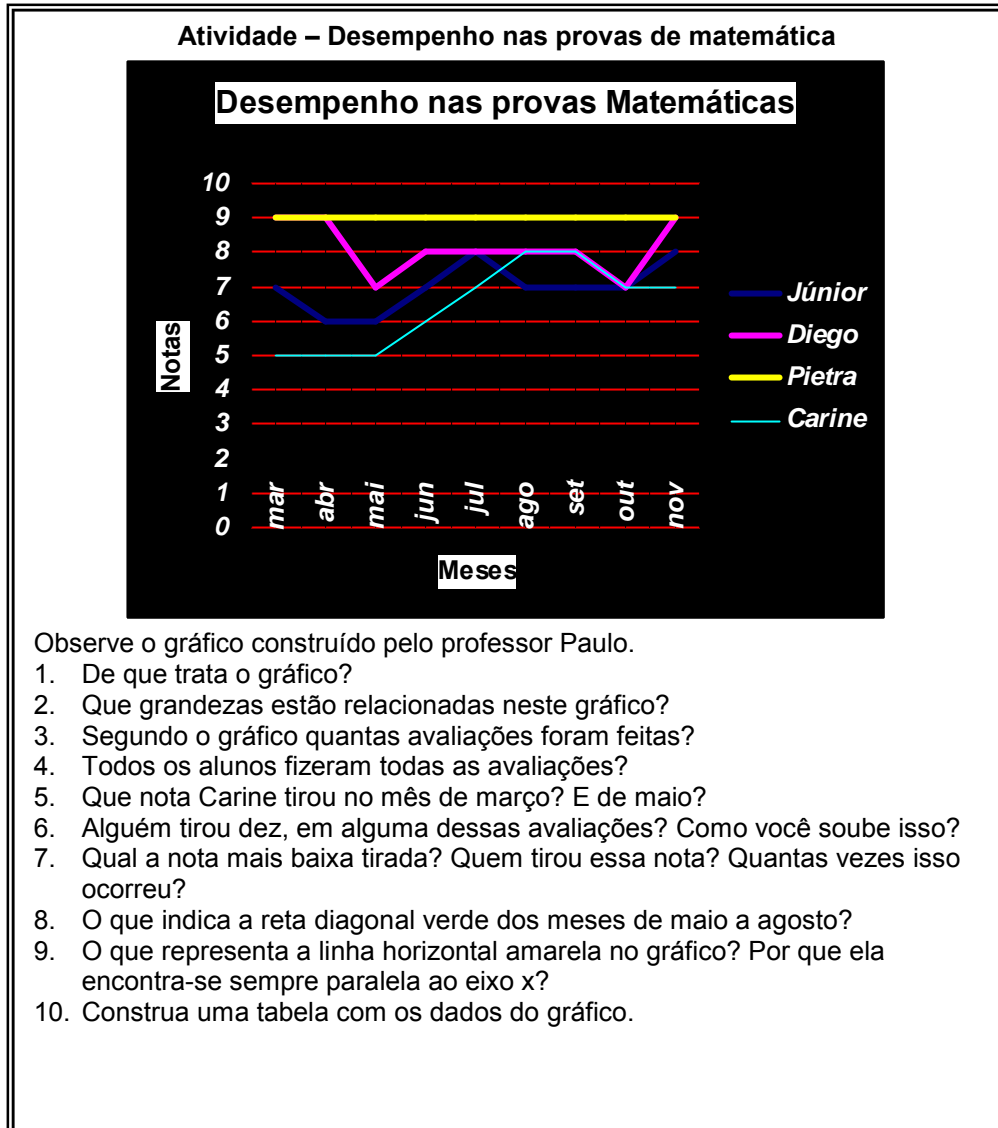 Atividade – Desempenho nas provas de matemática
Desempenho nas provas Matemáticas
10
9
8
7
6
5
4
3
2
1
0
Notas
mar
abr
mai
jun
jul
ago
set
out
nov
Meses
Júnior
Diego
Pietra
Carine
Observe o gráfico construído pelo professor Paulo.
1. De que trata o gráfico?
2. Que grandezas estão relacionadas neste gráfico?
3. Segundo o gráfico quantas avaliações foram feitas?
4. Todos os alunos fizeram todas as avaliações?
5. Que nota Carine tirou no mês de março? E de maio?
6. Alguém tirou dez, em alguma dessas avaliações? Como você soube isso?
7. Qual a nota mais baixa tirada? Quem tirou essa nota? Quantas vezes isso
ocorreu?
8. O que indica a reta diagonal verde dos meses de maio a agosto?
9. O que representa a linha horizontal amarela no gráfico? Por que ela
encontra-se sempre paralela ao eixo x?
10. Construa uma tabela com os dados do gráfico.